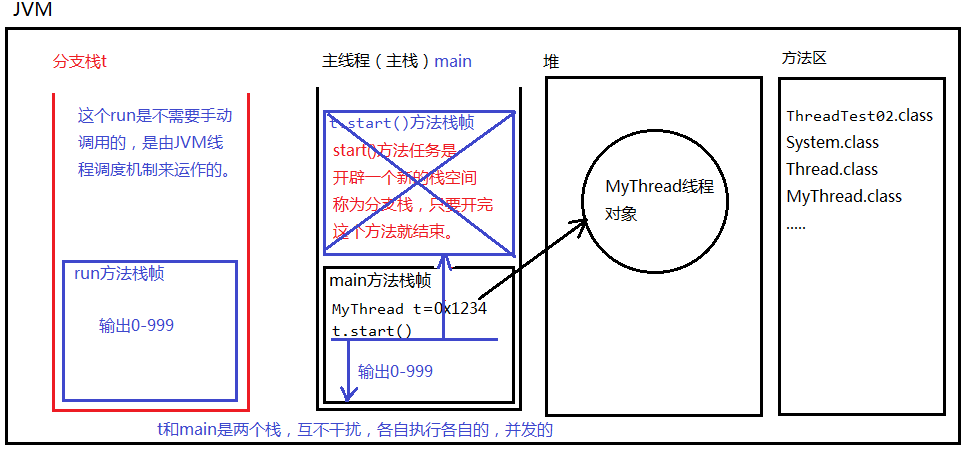 JVM
分支栈t
这个run是不需要手动
调用的，是由JVM线
程调度机制来运作的。
run方法栈帧
输出0-999
主线程（主栈）main
t.start()方法栈帧
start()方法任务是
开辟一个新的栈空间
称为分支栈，只要开完
这个方法就结束。
main方法栈帧
MyThread t=0x1234
t.start()
输出0-999
堆
MyThread线程
对象
方法区
ThreadTest02.class
System.class
Thread.class
MyThread.class
.....
t和main是两个栈，互不干扰，各自执行各自的，并发的